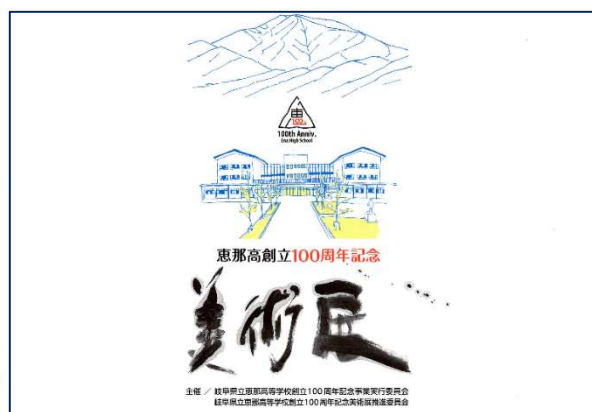 100th Anniv.
Ena High School
恵那高創立100周年記念
美術展
主催 / 岐阜県立恵那高等学校創立100周年記念事業実行委員会
岐阜県立恵那高等学校創立100周年記念美術展推進委員会